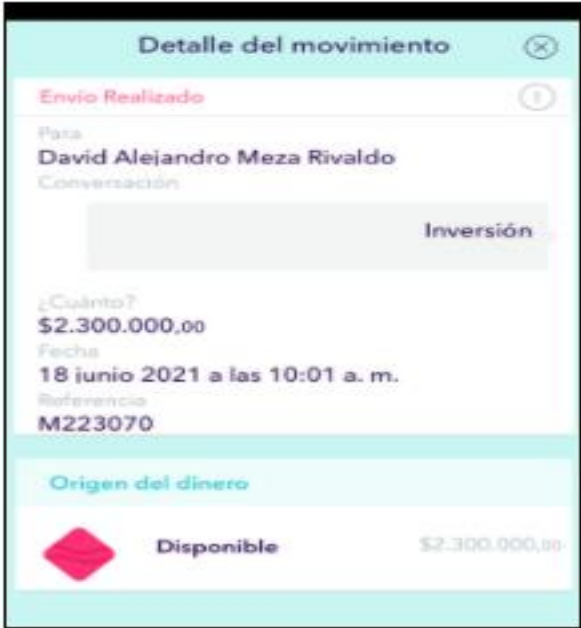 Detalle del movimiento
Envío Realizado
Para
David Alejandro Meza Rivaldo
Conversación
Inversión
¿Cuánto?
$2.300.000,00
Fecha
18 junio 2021 a las 10:01 a. m.
Referencia
M223070
Origen del dinero
Disponible
$2.300.000,00